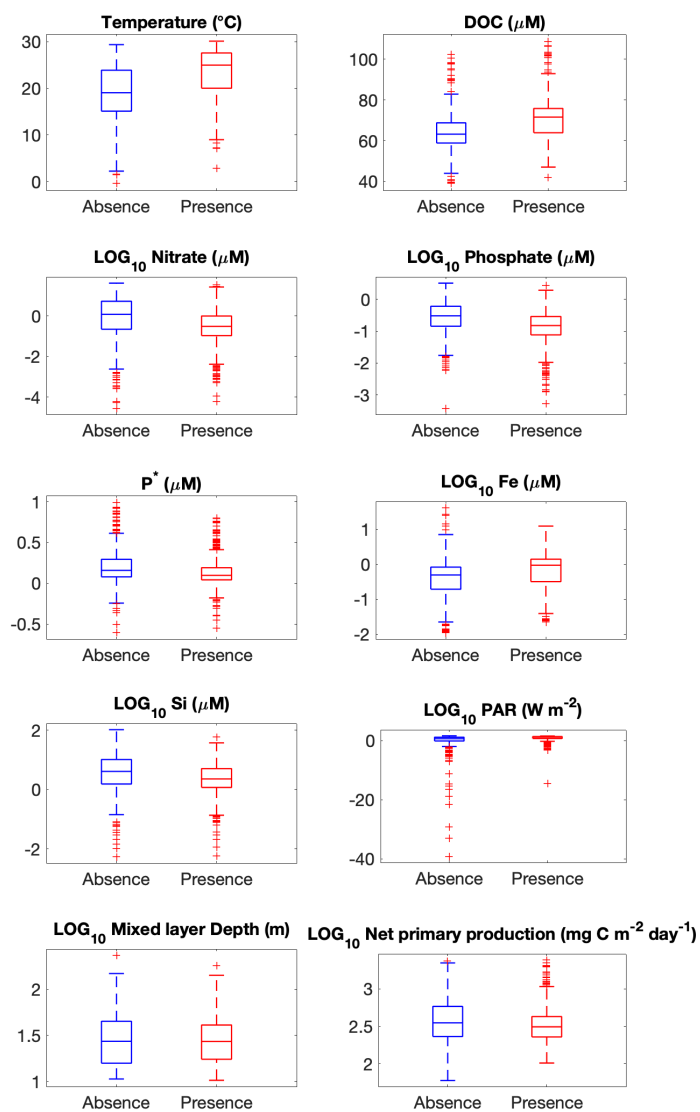 Temperature (°C)
30
20
10
0
Absence Presence
DOC (μM)
100
80
60
40
Absence Presence
LOG10 Nitrate (μM)
0
-2
-4
Absence Presence
LOG10 Phosphate (μM)
0
-1
-2
-3
Absence Presence
P* (μM)
1
0.5
0
-0.5
Absence Presence
LOG10 Fe (μM)
1
0
-1
-2
Absence Presence
LOG10 Si (μM)
2
0
-2
Absence Presence
LOG10 PAR (W m-2)
0
-20
-40
Absence Presence
LOG10 Mixed layer Depth (m)
2
1.5
1
Absence Presence
LOG10 Net primary production (mg C m-2 day-1)
3
2.5
2
Absence Presence